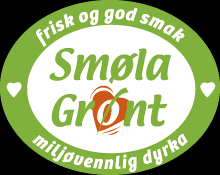 frisk og god smak
Smøla
Grønt
miljøvennlig dyrka